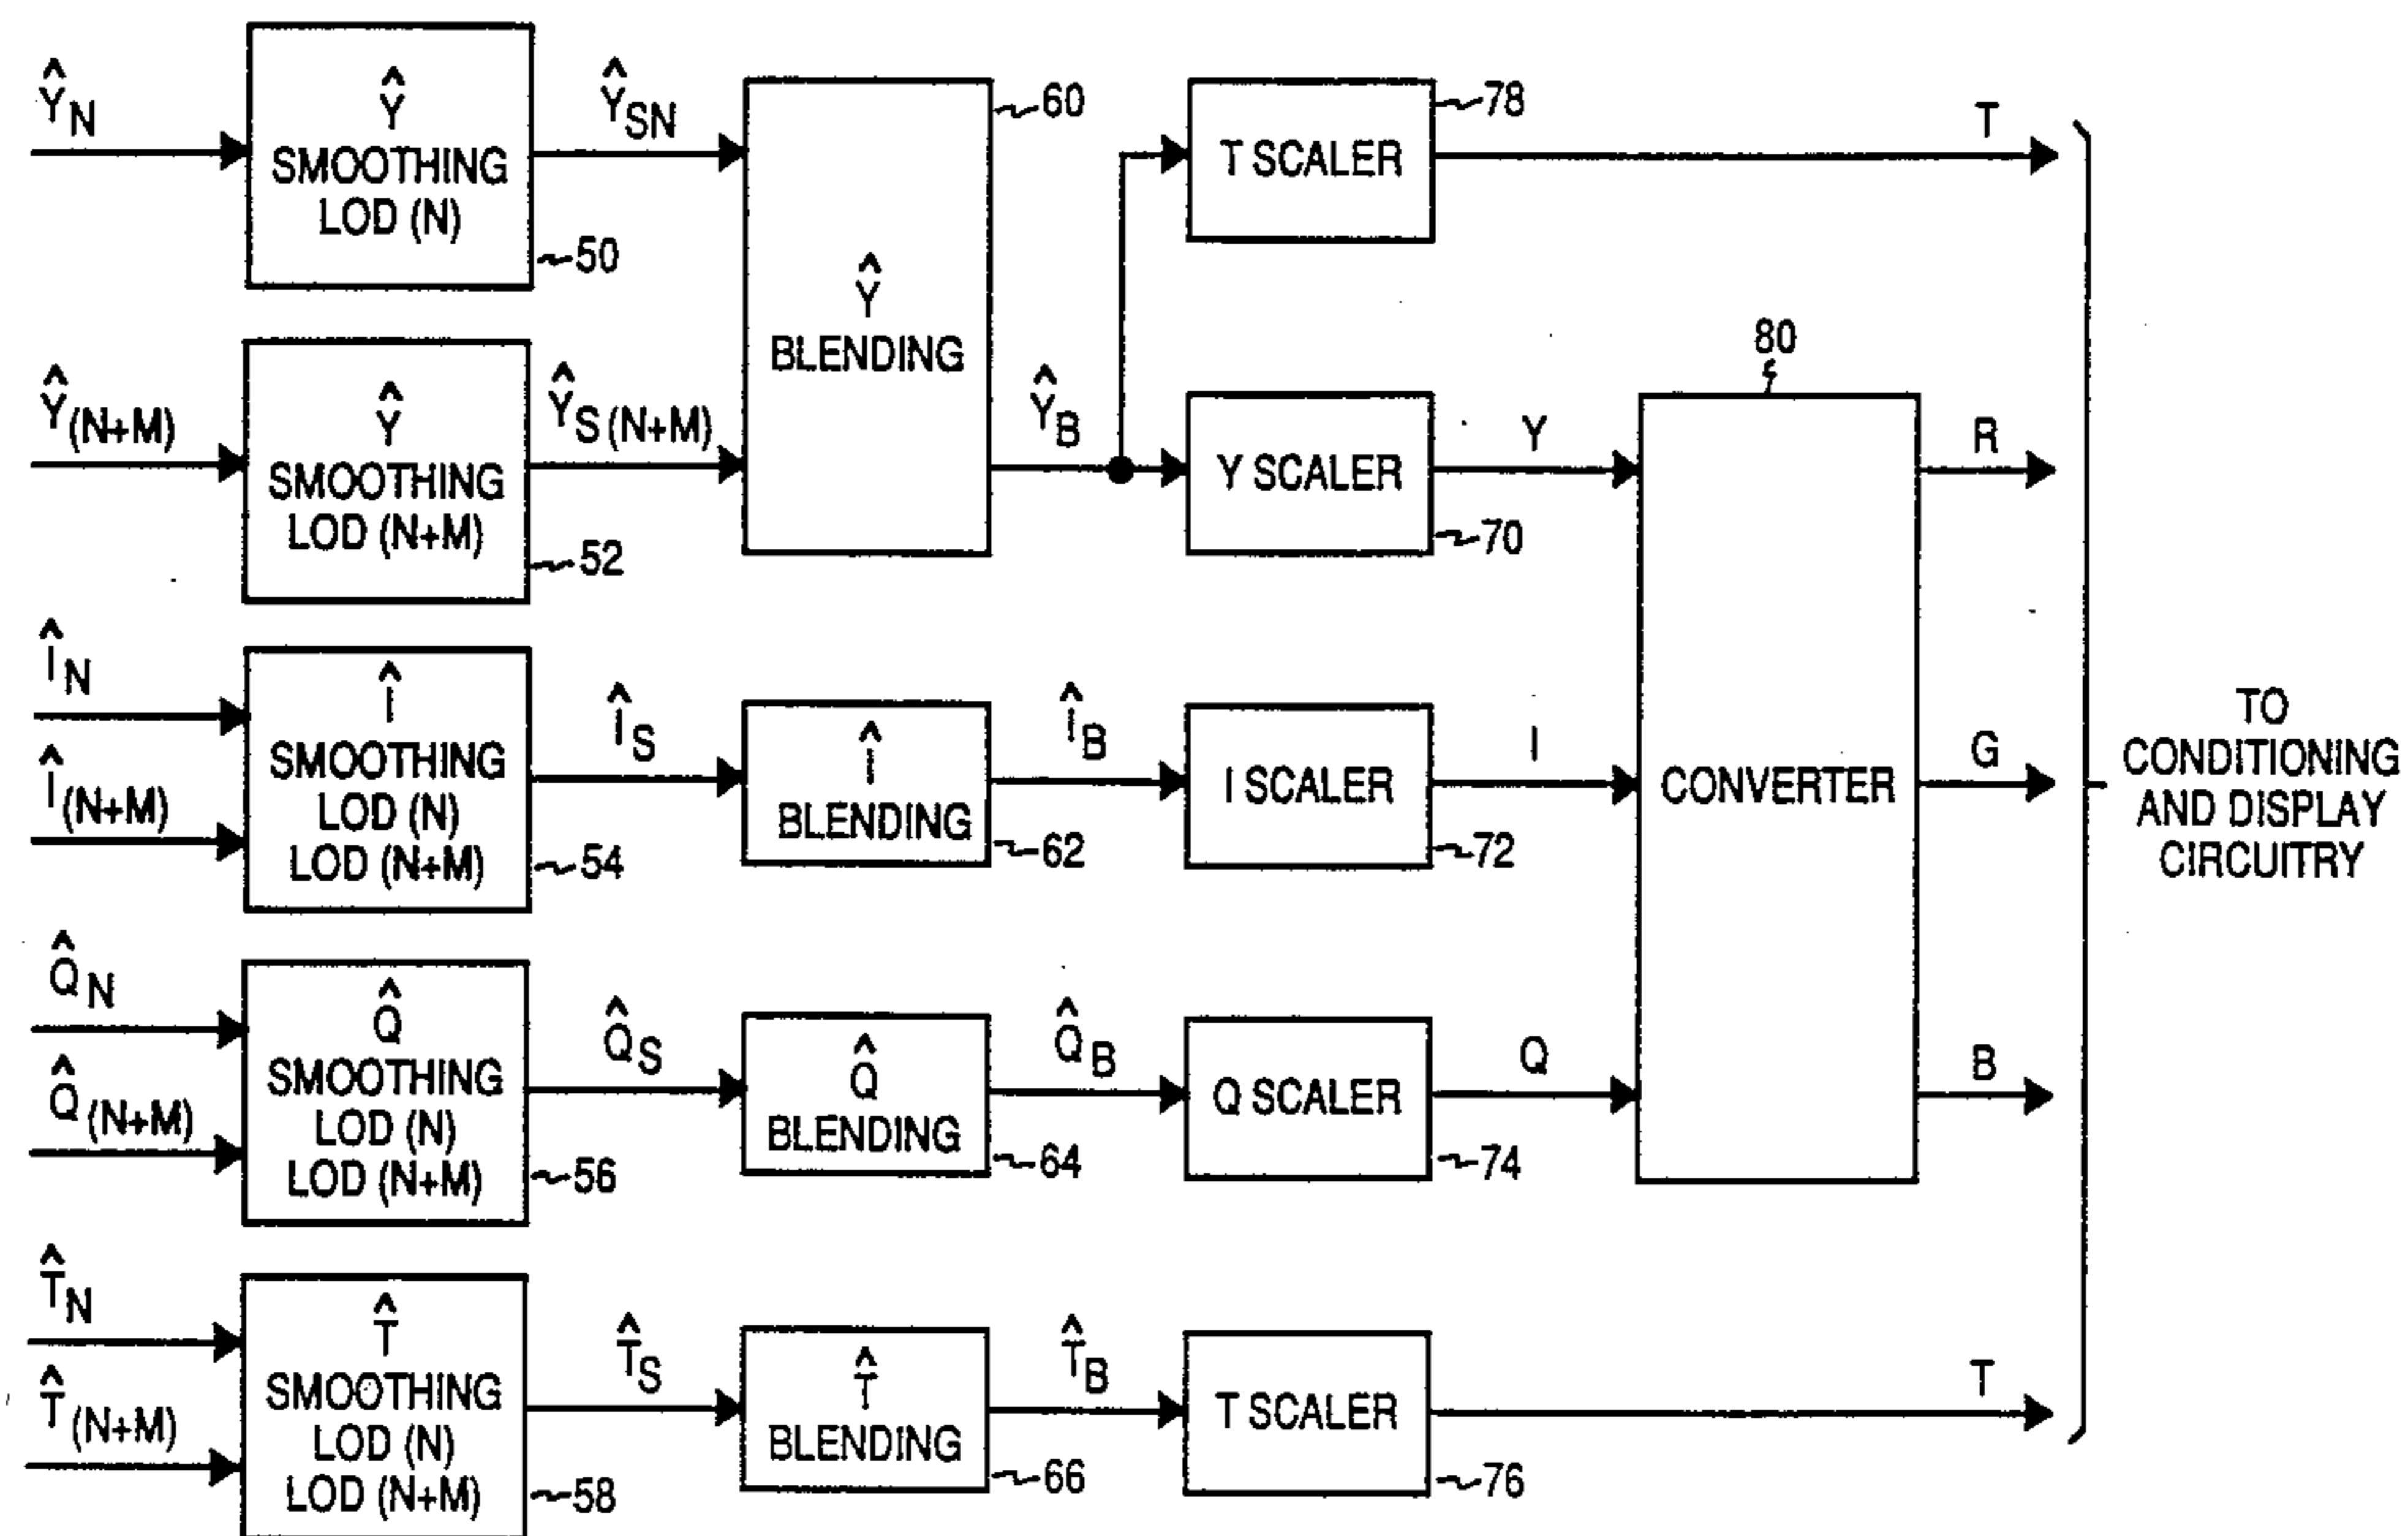 Ŷ_N
Ŷ
SMOOTHING
LOD (N)
50
Ŷ_SN
Ŷ
BLENDING
60
T SCALER
78
T
Ŷ_(N+M)
Ŷ
SMOOTHING
LOD (N+M)
52
Ŷ_S(N+M)
Ŷ_B
Y SCALER
70
Y
80
CONVERTER
R
G
B
Î_N
Î_(N+M)
Î
SMOOTHING
LOD (N)
LOD (N+M)
54
Î_S
Î
BLENDING
62
Î_B
I SCALER
72
I
Q̂_N
Q̂_(N+M)
Q̂
SMOOTHING
LOD (N)
LOD (N+M)
56
Q̂_S
Q̂
BLENDING
64
Q̂_B
Q SCALER
74
Q
T̂_N
T̂_(N+M)
T̂
SMOOTHING
LOD (N)
LOD (N+M)
58
T̂_S
T̂
BLENDING
66
T̂_B
T SCALER
76
T
TO
CONDITIONING
AND DISPLAY
CIRCUITRY